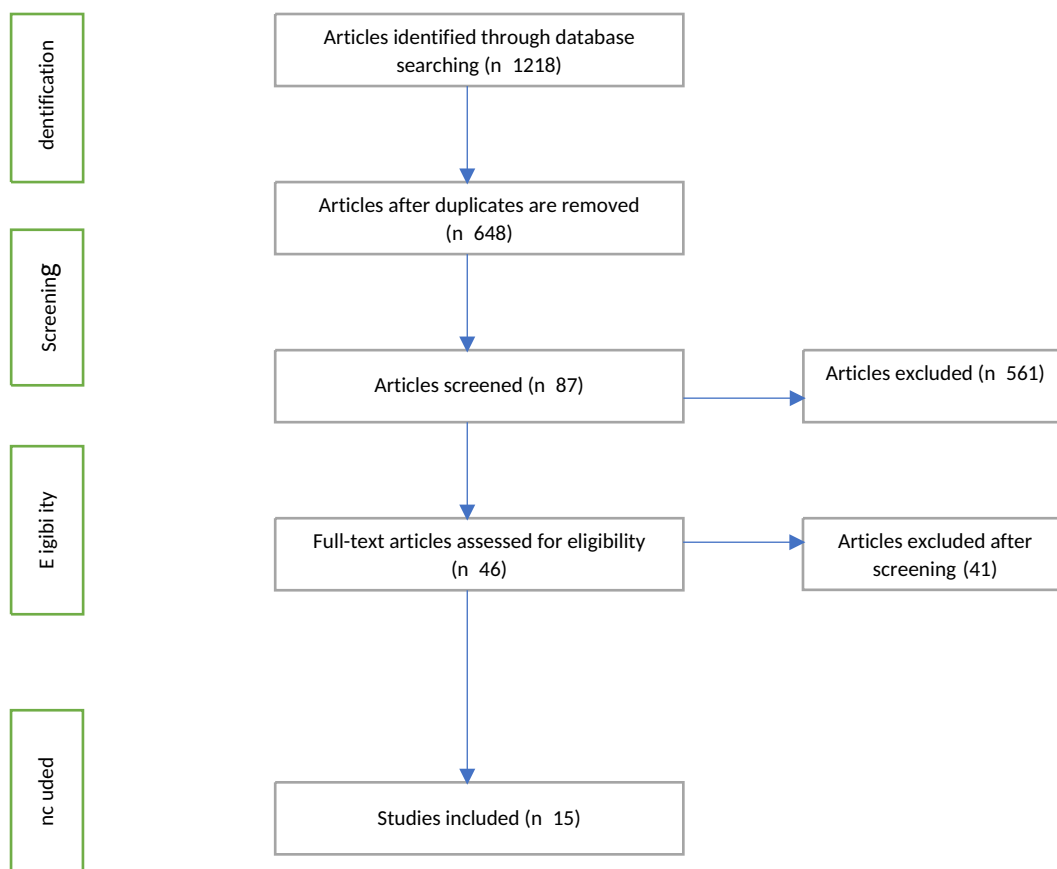 dentification
Articles identified through database
searching (n 1218)
Articles after duplicates are removed
(n 648)
Screening
Articles screened (n 87)
Articles excluded (n 561)
E igibi ity
Full-text articles assessed for eligibility
(n 46)
Articles excluded after
screening (41)
nc uded
Studies included (n 15)